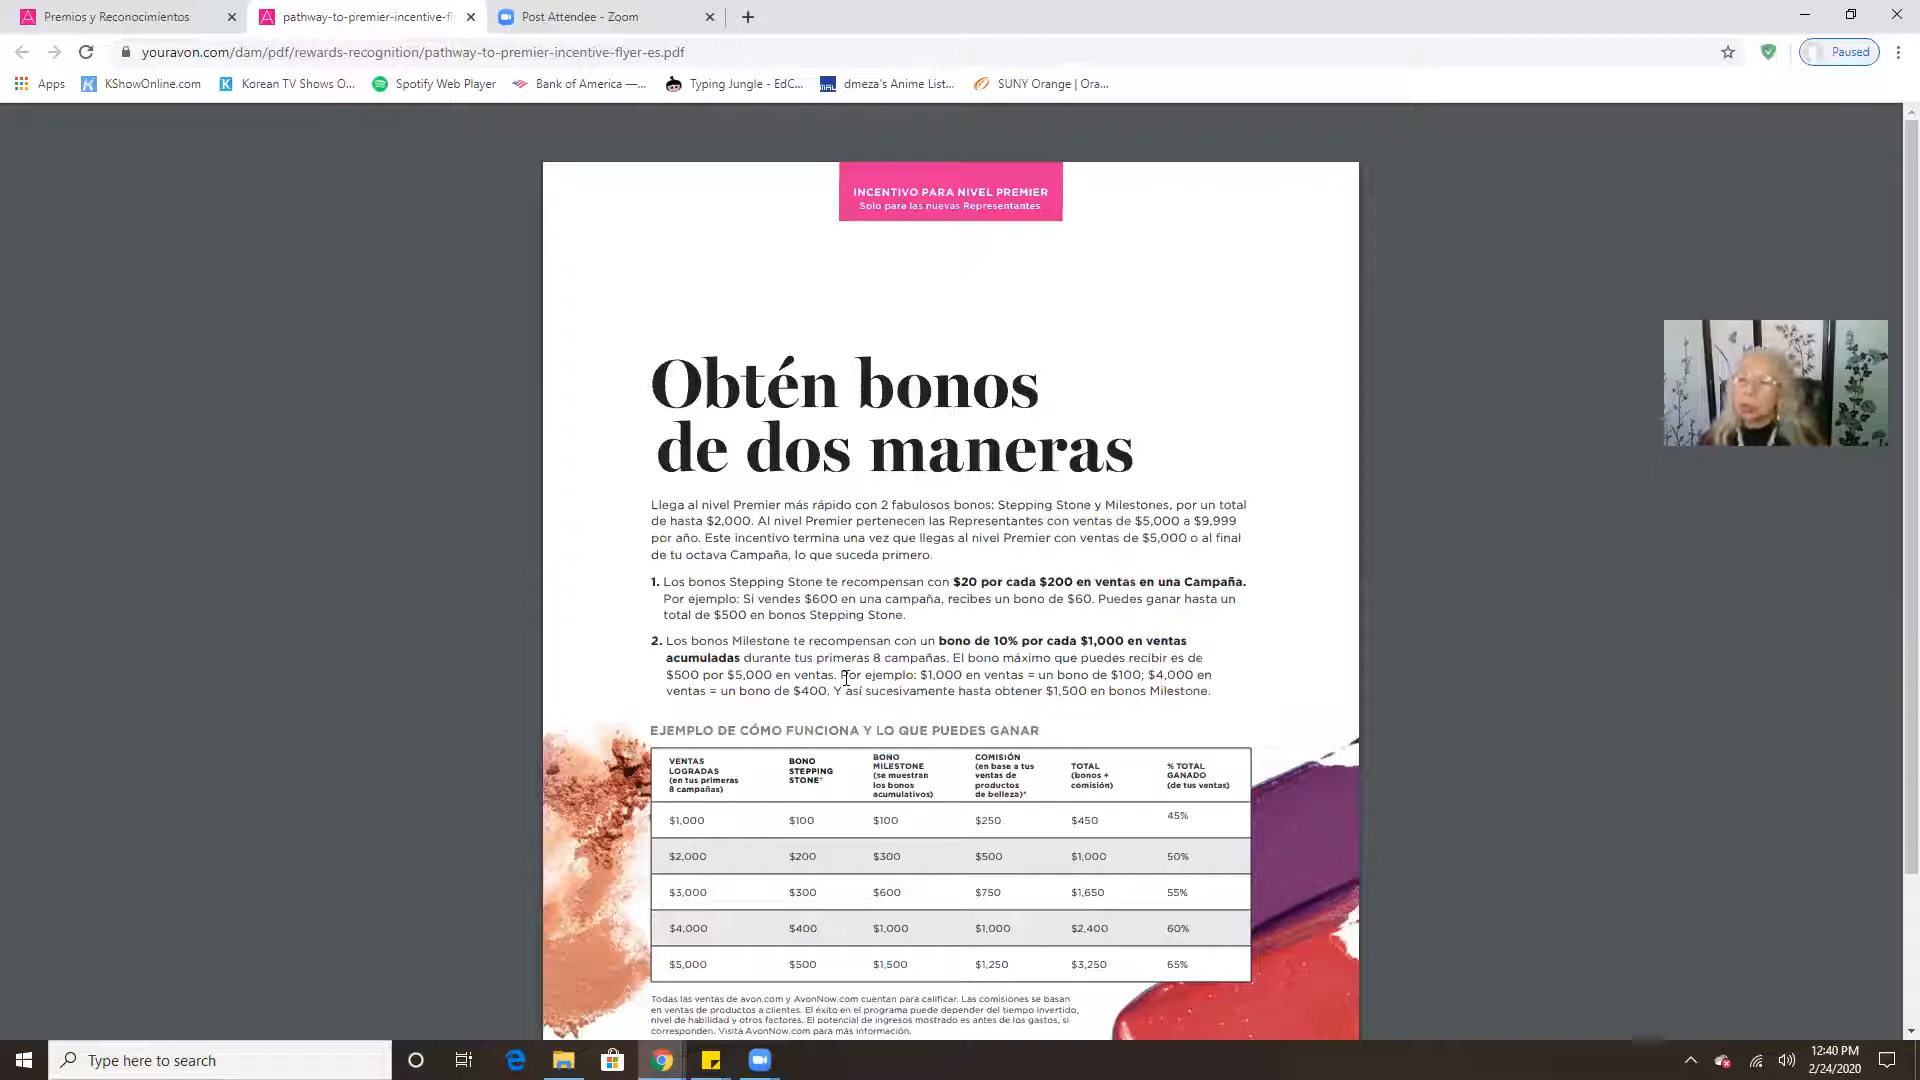 Premios y Reconocimientos
pathway-to-premier-incentive-fl
Post Attendee - Zoom
youravon.com/dam/pdf/rewards-recognition/pathway-to-premier-incentive-flyer-es.pdf
Paused
Apps
KShowOnline.com
Korean TV Shows O...
Spotify Web Player
Bank of America —...
Typing Jungle - EdC...
MAL
dmeza's Anime List...
SUNY Orange | Ora...
INCENTIVO PARA NIVEL PREMIER
Solo para las nuevas Representantes
Obtén bonos
de dos maneras
Llega al nivel Premier más rápido con 2 fabulosos bonos: Stepping Stone y Milestones, por un total
de hasta $2,000. Al nivel Premier pertenecen las Representantes con ventas de $5,000 a $9,999
por año. Este incentivo termina una vez que llegas al nivel Premier con ventas de $5,000 o al final
de tu octava Campaña, lo que suceda primero.
1. Los bonos Stepping Stone te recompensan con $20 por cada $200 en ventas en una Campaña.
Por ejemplo: Si vendes $600 en una campaña, recibes un bono de $60. Puedes ganar hasta un
total de $500 en bonos Stepping Stone.
2. Los bonos Milestone te recompensan con un bono de 10% por cada $1,000 en ventas
acumuladas durante tus primeras 8 campañas. El bono máximo que puedes recibir es de
$500 por $5,000 en ventas. Por ejemplo: $1,000 en ventas = un bono de $100; $4,000 en
ventas = un bono de $400. Y así sucesivamente hasta obtener $1,500 en bonos Milestone.
EJEMPLO DE CÓMO FUNCIONA Y LO QUE PUEDES GANAR
VENTAS
LOGRADAS
(en tus primeras
8 campañas)
BONO
STEPPING
STONE*
BONO
MILESTONE
(se muestran
los bonos
acumulativos)
COMISIÓN
(en base a tus
ventas de
productos
de belleza)*
TOTAL
(bonos +
comisión)
% TOTAL
GANADO
(de tus ventas)
$1,000 $100 $100 $250 $450 45%
$2,000 $200 $300 $500 $1,000 50%
$3,000 $300 $600 $750 $1,650 55%
$4,000 $400 $1,000 $1,000 $2,400 60%
$5,000 $500 $1,500 $1,250 $3,250 65%
Todas las ventas de avon.com y AvonNow.com cuentan para calificar. Las comisiones se basan
en ventas de productos a clientes. El éxito en el programa puede depender del tiempo invertido,
nivel de habilidad y otros factores. El potencial de ingresos mostrado es antes de los gastos, si
corresponden. Visita AvonNow.com para más información.
Type here to search
12:40 PM
2/24/2020